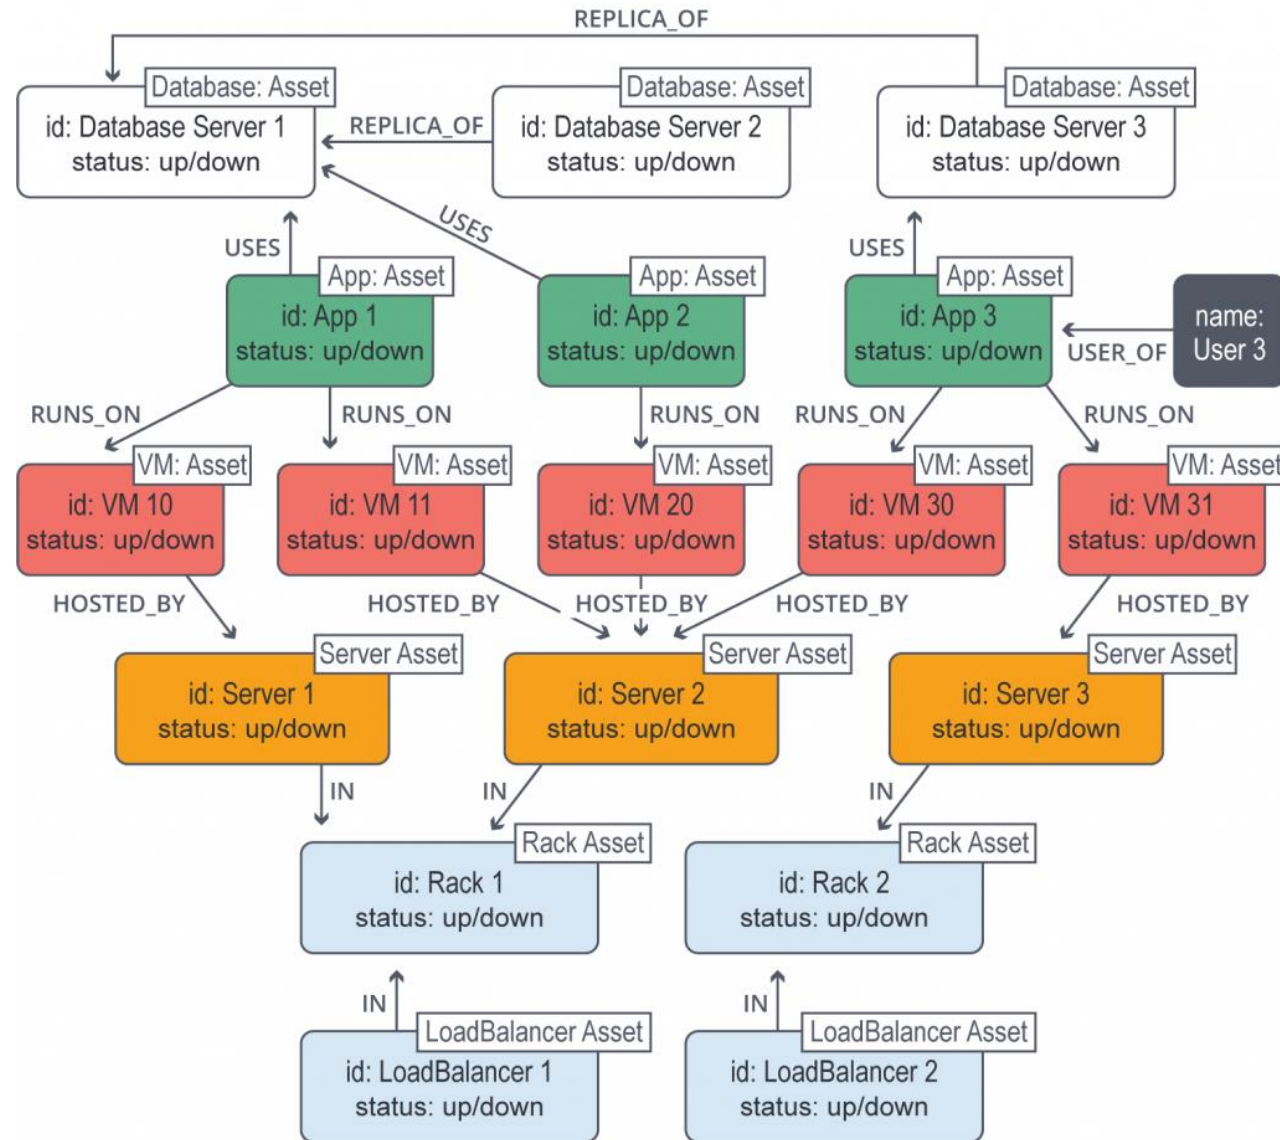 REPLICA_OF
Database: Asset
id: Database Server 1
status: up/down
REPLICA_OF
Database: Asset
id: Database Server 2
status: up/down
Database: Asset
id: Database Server 3
status: up/down
USES
USES
USES
App: Asset
id: App 1
status: up/down
App: Asset
id: App 2
status: up/down
App: Asset
id: App 3
status: up/down
USER_OF
name:
User 3
RUNS_ON
RUNS_ON
RUNS_ON
RUNS_ON
RUNS_ON
VM: Asset
id: VM 10
status: up/down
VM: Asset
id: VM 11
status: up/down
VM: Asset
id: VM 20
status: up/down
VM: Asset
id: VM 30
status: up/down
VM: Asset
id: VM 31
status: up/down
HOSTED_BY
HOSTED_BY
HOSTED_BY
HOSTED_BY
HOSTED_BY
Server Asset
id: Server 1
status: up/down
Server Asset
id: Server 2
status: up/down
Server Asset
id: Server 3
status: up/down
IN
IN
IN
Rack Asset
id: Rack 1
status: up/down
Rack Asset
id: Rack 2
status: up/down
IN
IN
LoadBalancer Asset
id: LoadBalancer 1
status: up/down
LoadBalancer Asset
id: LoadBalancer 2
status: up/down